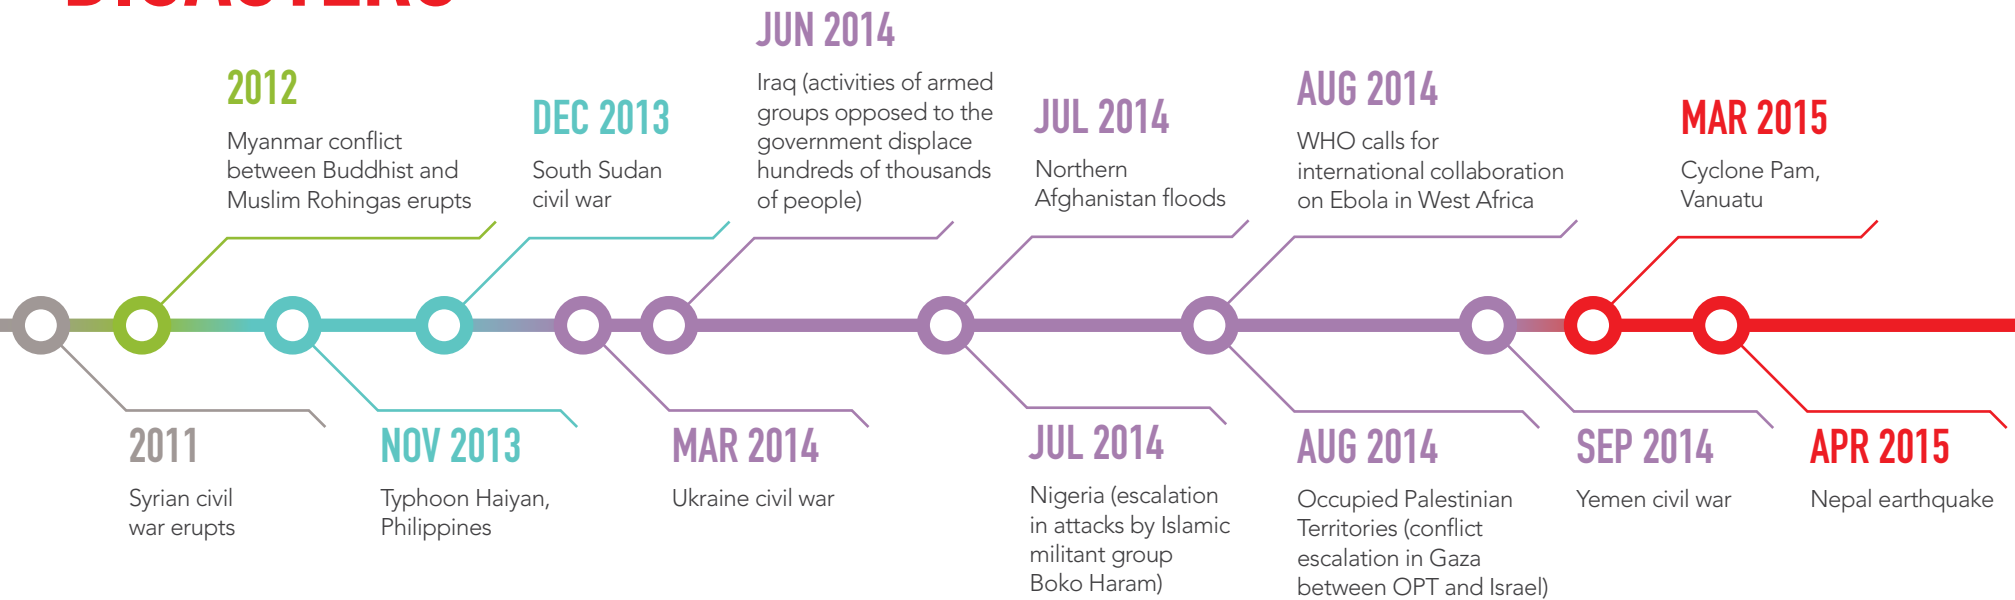 DISASTERS
JUN 2014
Iraq (activities of armed
groups opposed to the
government displace
hundreds of thousands
of people)
2012
Myanmar conflict
between Buddhist and
Muslim Rohingas erupts
DEC 2013
South Sudan
civil war
JUL 2014
Northern
Afghanistan floods
AUG 2014
WHO calls for
international collaboration
on Ebola in West Africa
MAR 2015
Cyclone Pam,
Vanuatu
2011
Syrian civil
war erupts
NOV 2013
Typhoon Haiyan,
Philippines
MAR 2014
Ukraine civil war
JUL 2014
Nigeria (escalation
in attacks by Islamic
militant group
Boko Haram)
AUG 2014
Occupied Palestinian
Territories (conflict
escalation in Gaza
between OPT and Israel)
SEP 2014
Yemen civil war
APR 2015
Nepal earthquake